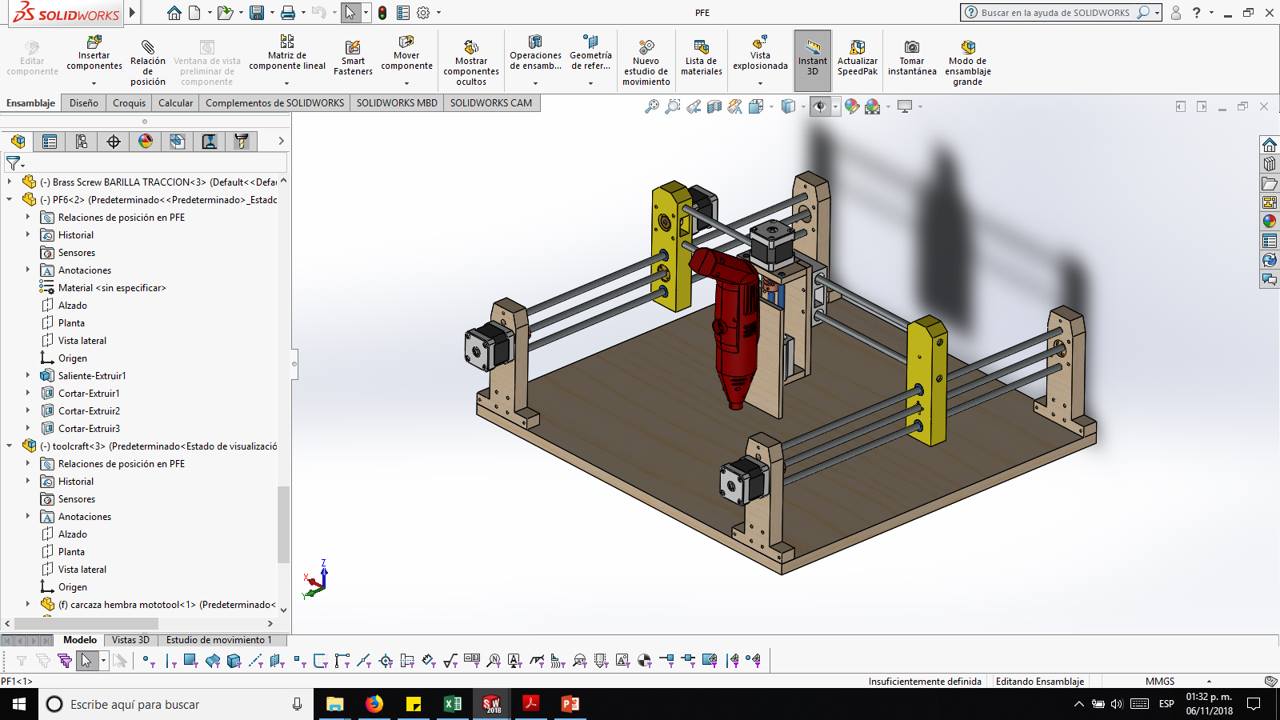 SOLIDWORKS
PFE
Buscar en la ayuda de SOLIDWORKS
Editar componente
Insertar componentes
Relación de posición
Ventana de vista preliminar de componente
Matriz de componente lineal
Smart Fasteners
Mover componente
Mostrar componentes ocultos
Operaciones de ensamb...
Geometría de refer...
Nuevo estudio de movimiento
Lista de materiales
Vista explosionada
Instant 3D
Actualizar SpeedPak
Tomar instantánea
Modo de ensamblaje grande
Ensamblaje
Diseño
Croquis
Calcular
Complementos de SOLIDWORKS
SOLIDWORKS MBD
SOLIDWORKS CAM
(-) Brass Screw BARILLA TRACCION<3> (Default<<Defau
(-) PF6<2> (Predeterminado<<Predeterminado>_Estado
Relaciones de posición en PFE
Historial
Sensores
Anotaciones
Material <sin especificar>
Alzado
Planta
Vista lateral
Origen
Saliente-Extruir1
Cortar-Extruir1
Cortar-Extruir2
Cortar-Extruir3
(-) toolcraft<3> (Predeterminado<Estado de visualizació
Relaciones de posición en PFE
Historial
Sensores
Anotaciones
Alzado
Planta
Vista lateral
Origen
(f) carcaza hembra mototool<1> (Predeterminado<
Z
X
Y
Modelo
Vistas 3D
Estudio de movimiento 1
PF1<1>
Insuficientemente definida
Editando Ensamblaje
MMGS
Escribe aquí para buscar
SW
2018
ESP
01:32 p. m.
06/11/2018